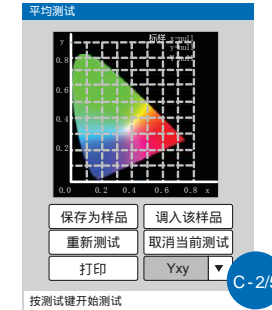 平均测试
y
标样 x=null
y=null
Y=null
0.8
0.6
0.4
0.2
0.0 0.2 0.4 0.6 0.8 x
保存为样品 调入该样品
重新测试 取消当前测试
打印 Yxy ▼
C-2/5
按测试键开始测试